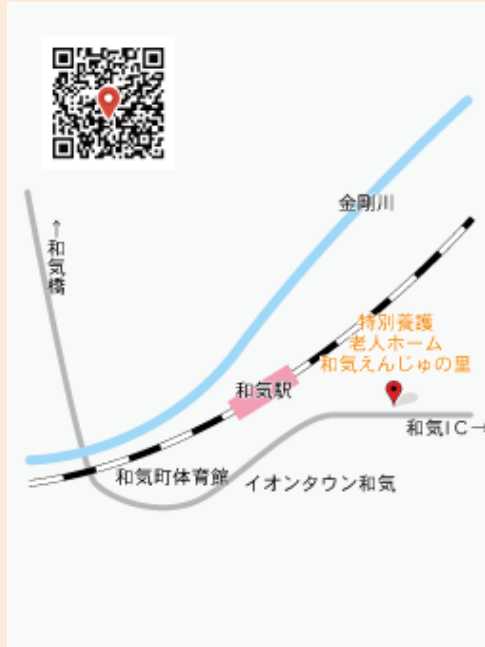 金剛川
←和気橋
特別養護
老人ホーム
和気えんじゅの里
和気駅
和気IC→
和気町体育館
イオンタウン和気